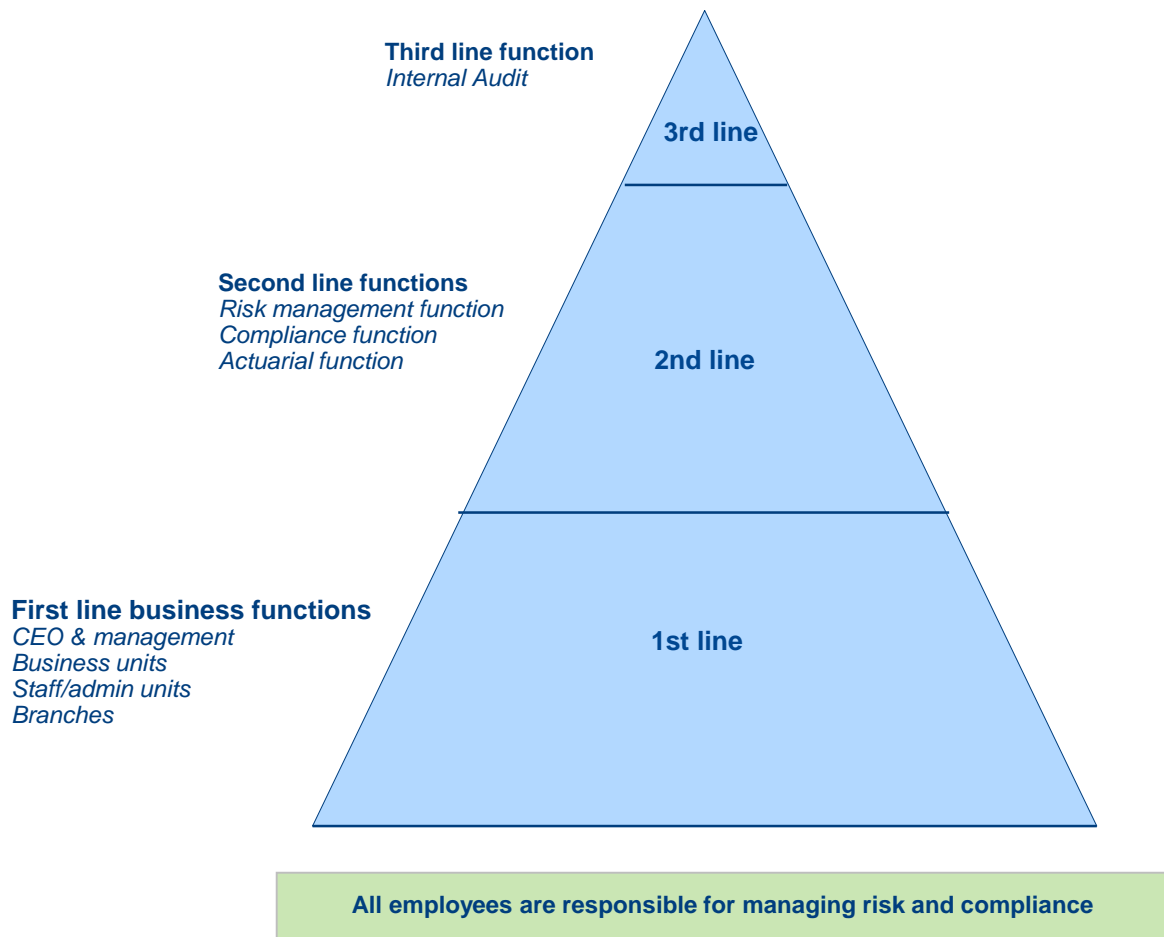 Third line function
Internal Audit
3rd line
Second line functions
Risk management function
Compliance function
Actuarial function
2nd line
First line business functions
CEO & management
Business units
Staff/admin units
Branches
1st line
All employees are responsible for managing risk and compliance